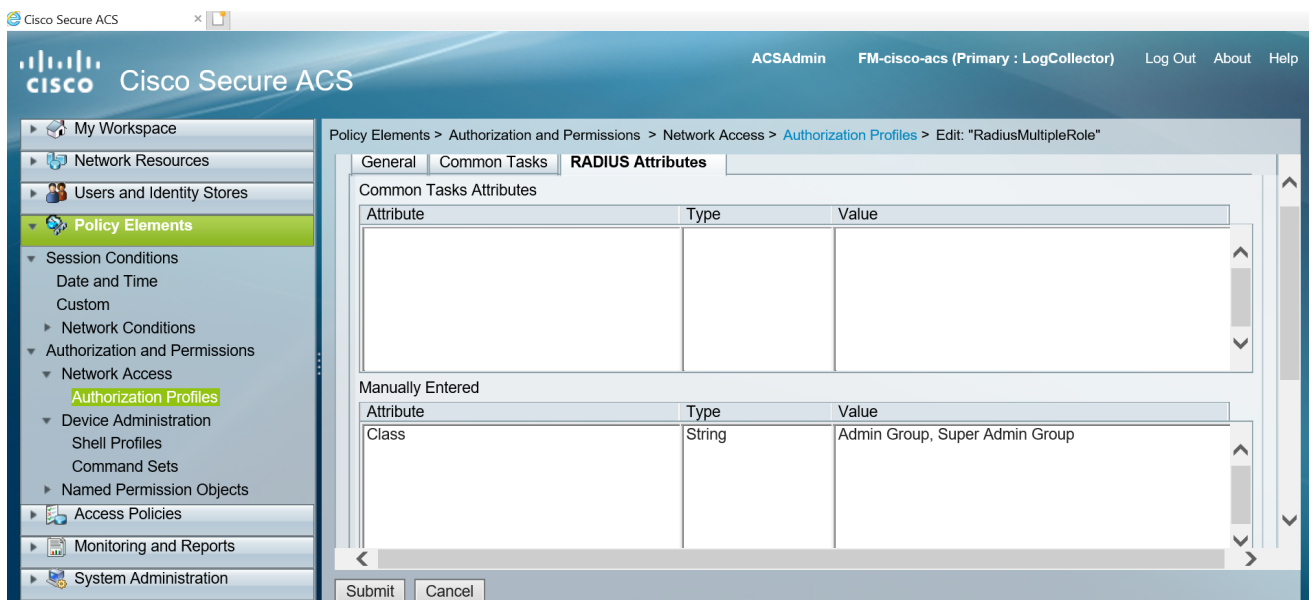 Cisco Secure ACS
CISCO Cisco Secure ACS
ACSAdmin FM-cisco-acs (Primary : LogCollector) Log Out About Help
My Workspace
Network Resources
Users and Identity Stores
Policy Elements
Session Conditions
Date and Time
Custom
Network Conditions
Authorization and Permissions
Network Access
Authorization Profiles
Device Administration
Shell Profiles
Command Sets
Named Permission Objects
Access Policies
Monitoring and Reports
System Administration
Policy Elements > Authorization and Permissions > Network Access > Authorization Profiles > Edit: "RadiusMultipleRole"
General Common Tasks RADIUS Attributes
Common Tasks Attributes
Attribute Type Value
Manually Entered
Attribute Type Value
Class String Admin Group, Super Admin Group
Submit Cancel